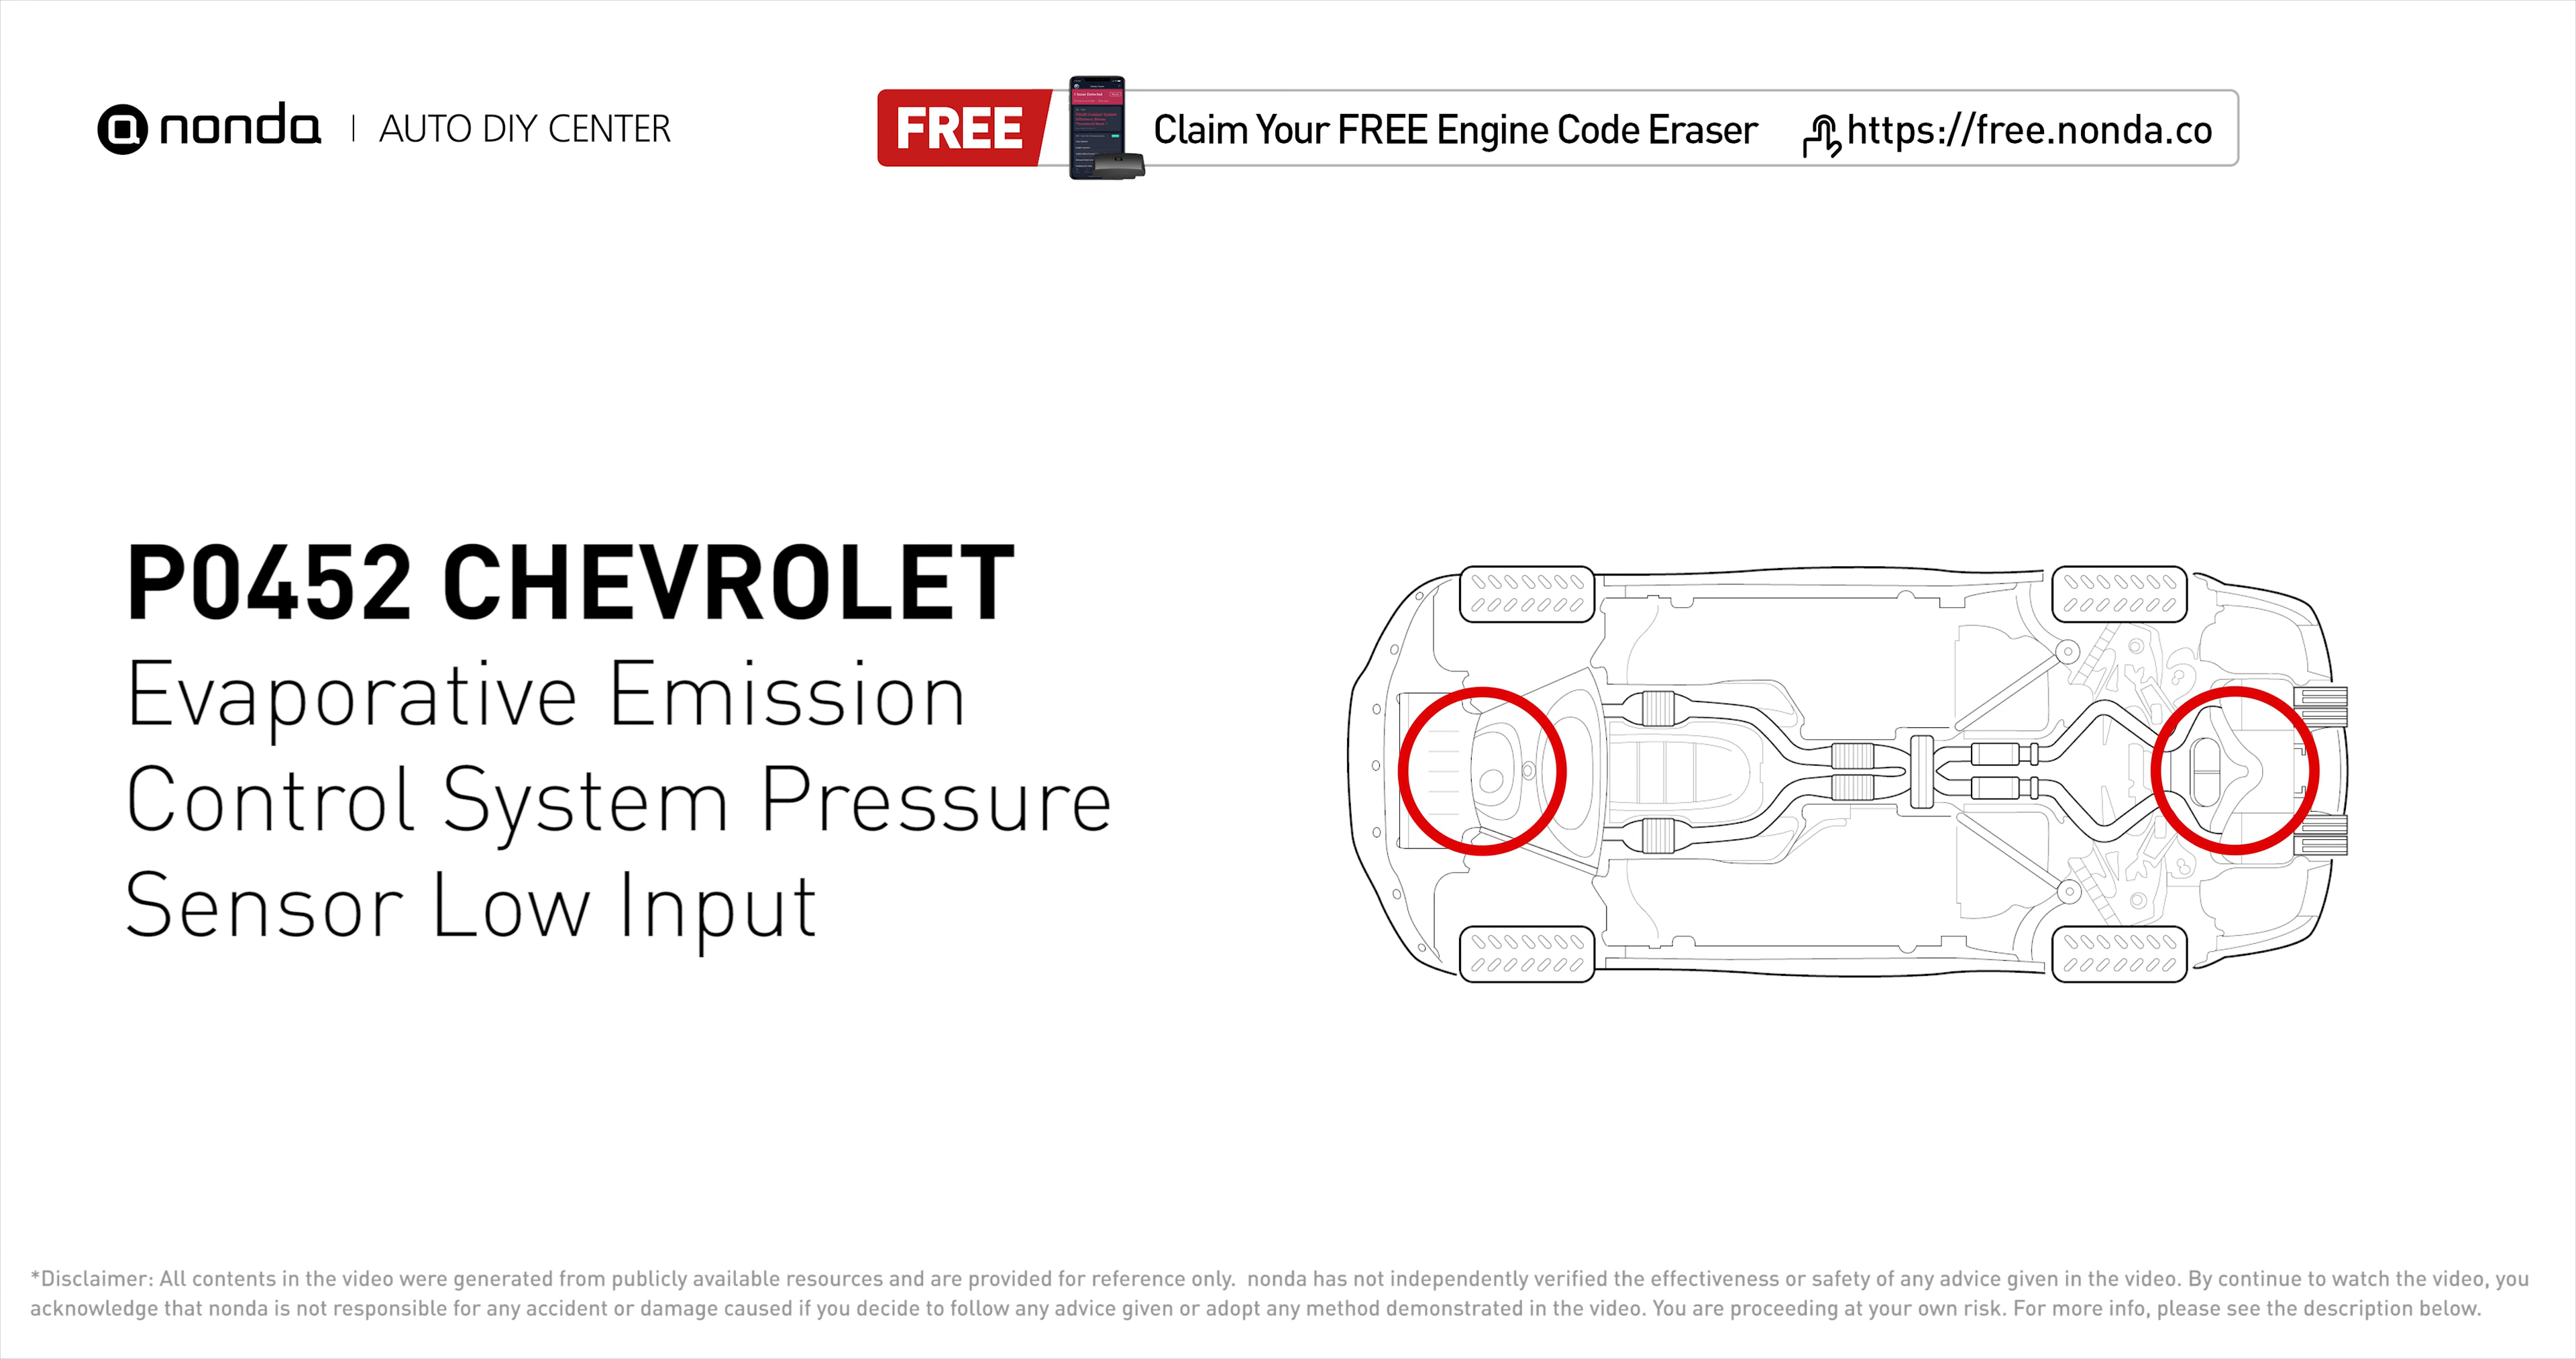 nonda | AUTO DIY CENTER
FREE Claim Your FREE Engine Code Eraser https://free.nonda.co
P0452 CHEVROLET
Evaporative Emission
Control System Pressure
Sensor Low Input
*Disclaimer: All contents in the video were generated from publicly available resources and are provided for reference only. nonda has not independently verified the effectiveness or safety of any advice given in the video. By continue to watch the video, you
acknowledge that nonda is not responsible for any accident or damage caused if you decide to follow any advice given or adopt any method demonstrated in the video. You are proceeding at your own risk. For more info, please see the description below.